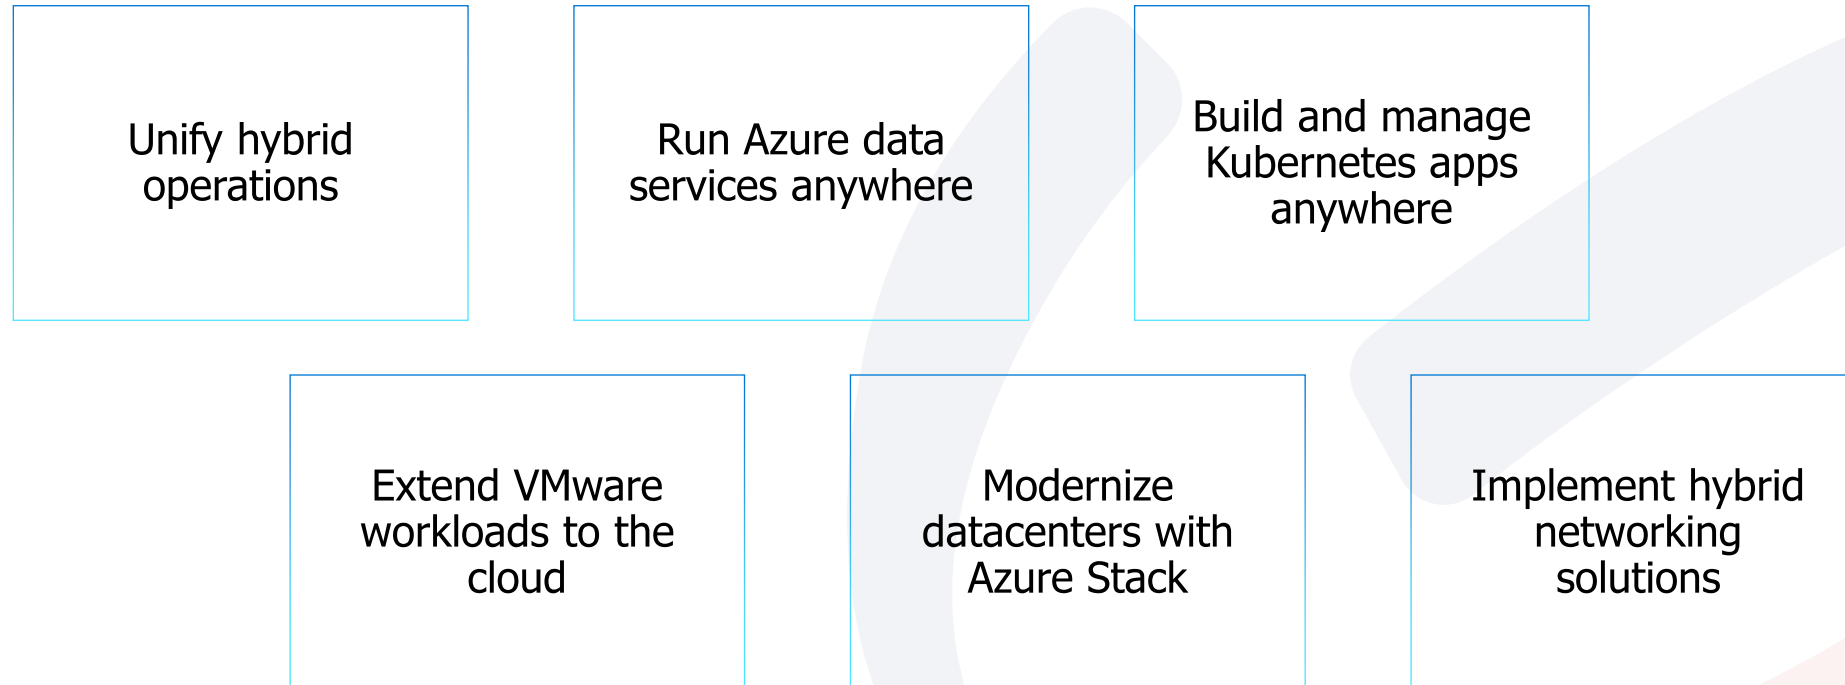 Unify hybrid
operations
Run Azure data
services anywhere
Build and manage
Kubernetes apps
anywhere
Extend VMware
workloads to the
cloud
Modernize
datacenters with
Azure Stack
Implement hybrid
networking
solutions